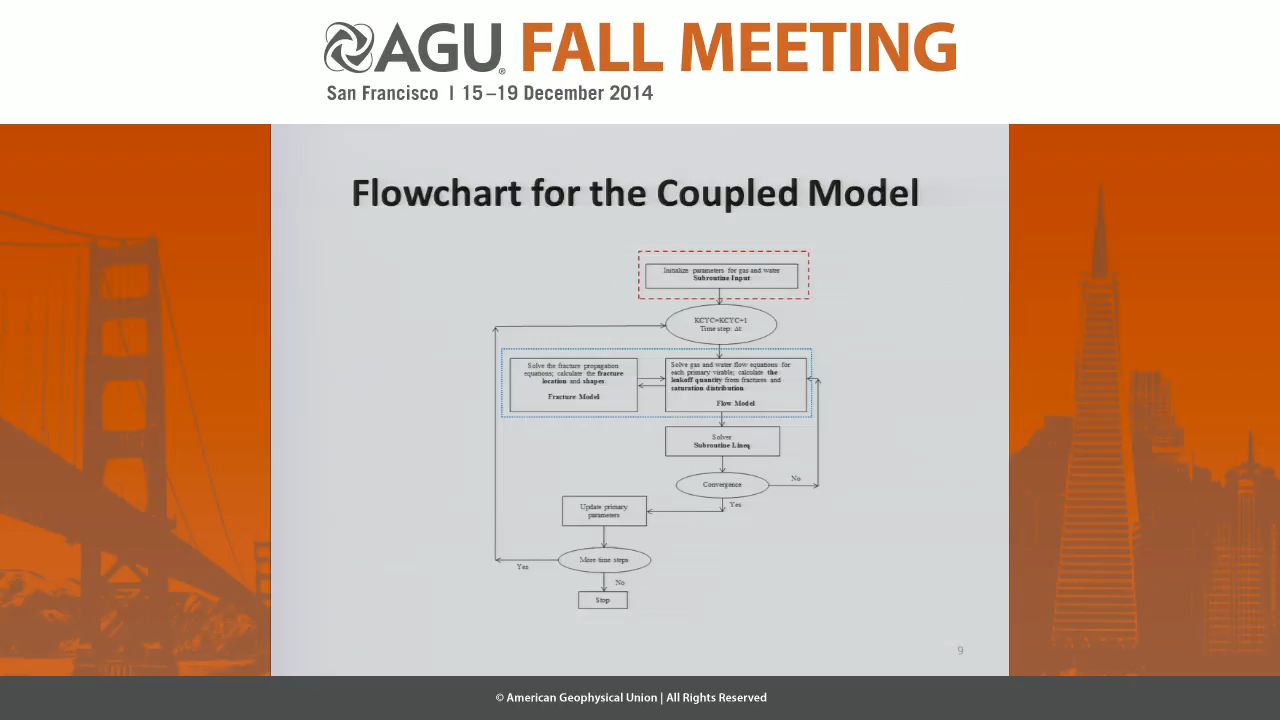 AGU FALL MEETING
San Francisco | 15–19 December 2014
Flowchart for the Coupled Model
Initialize parameters for gas and water
Subroutine Input
KCYC=KCYC+1
Time step: Δt
Solve the fracture propagation
equations; calculate the fracture
location and shapes
Fracture Model
Solve gas and water flow equations for
each primary virable; calculate the
leakoff quantity from fractures and
saturation distribution.
Flow Model
Solver
Subroutine Lineq
Convergence
No
Yes
Update primary
parameters
More time steps
Yes
No
Stop
9
© American Geophysical Union | All Rights Reserved